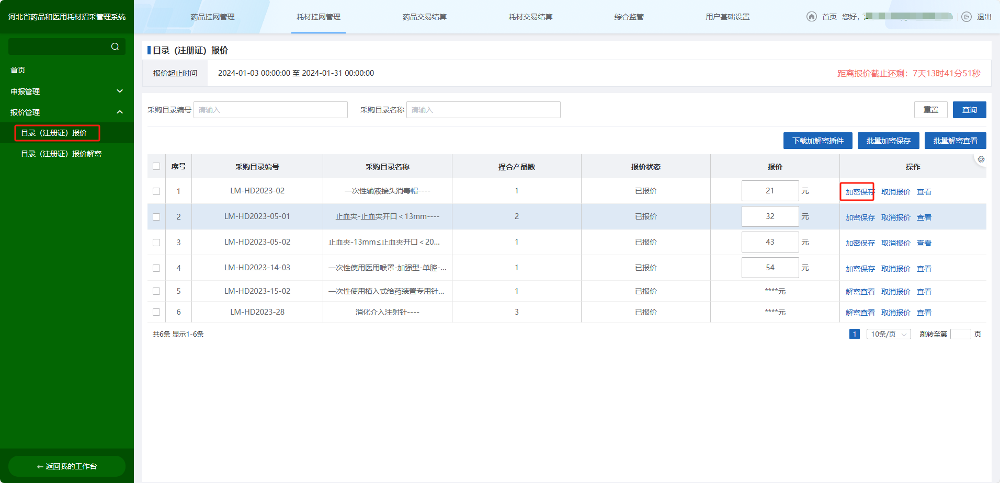 河北省药品和医用耗材招采管理系统
药品挂网管理 耗材挂网管理 药品交易结算 耗材交易结算 综合监管 用户基础设置 首页 您好, 退出
首页
申报管理
报价管理
目录（注册证）报价
目录（注册证）报价解密
←返回我的工作台
目录（注册证）报价
报价起止时间 2024-01-03 00:00:00 至 2024-01-31 00:00:00 距离报价截止还剩：7天13时41分51秒
采购目录编号 请输入 采购目录名称 请输入 重置 查询
下载加解密插件 批量加密保存 批量解密查看
序号 采购目录编号 采购目录名称 捏合产品数 报价状态 报价 操作
1 LM-HD2023-02 一次性输液接头消毒帽---- 1 已报价 21 元 加密保存 取消报价 查看
2 LM-HD2023-05-01 止血夹-止血夹开口＜13mm---- 2 已报价 32 元 加密保存 取消报价 查看
3 LM-HD2023-05-02 止血夹-13mm≤止血夹开口＜20... 1 已报价 43 元 加密保存 取消报价 查看
4 LM-HD2023-14-03 一次性使用医用喉罩-加强型-单腔-... 1 已报价 54 元 加密保存 取消报价 查看
5 LM-HD2023-15-02 一次性使用植入式给药装置专用针... 1 已报价 ****元 解密查看 取消报价 查看
6 LM-HD2023-28 消化介入注射针---- 3 已报价 ****元 解密查看 取消报价 查看
共6条 显示1-6条 1 10条/页 跳转至第 页